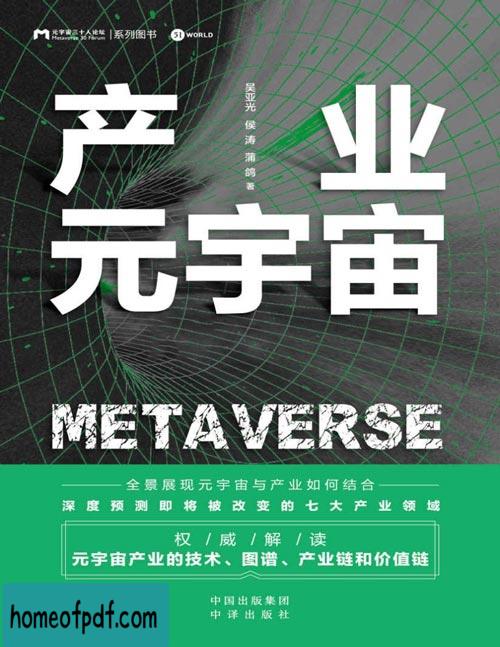 元宇宙三十人论坛
Metaverse 30 Forum
系列图书
51WORLD
吴亚光 侯涛 蒲鸽 著
产业
元宇宙
METAVERSE
全景展现元宇宙与产业如何结合
深度预测即将被改变的七大产业领域
权/威/解/读
元宇宙产业的技术、图谱、产业链和价值链
中国出版集团
中译出版社
homeofpdf.com